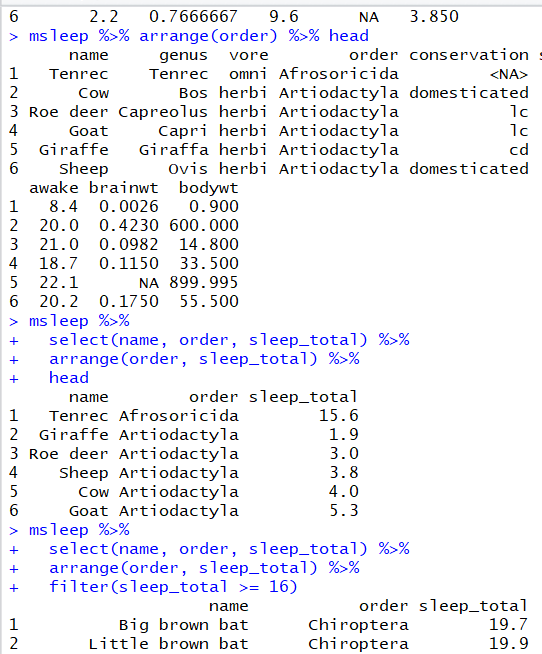 6 2.2 0.7666667 9.6 NA 3.850
> msleep %>% arrange(order) %>% head
name genus vore order conservation s
1 Tenrec Tenrec omni Afrosoricida <NA>
2 Cow Bos herbi Artiodactyla domesticated
3 Roe deer Capreolus herbi Artiodactyla lc
4 Goat Capri herbi Artiodactyla lc
5 Giraffe Giraffa herbi Artiodactyla cd
6 Sheep Ovis herbi Artiodactyla domesticated
awake brainwt bodywt
1 8.4 0.0026 0.900
2 20.0 0.4230 600.000
3 21.0 0.0982 14.800
4 18.7 0.1150 33.500
5 22.1 NA 899.995
6 20.2 0.1750 55.500
> msleep %>%
+ select(name, order, sleep_total) %>%
+ arrange(order, sleep_total) %>%
+ head
name order sleep_total
1 Tenrec Afrosoricida 15.6
2 Giraffe Artiodactyla 1.9
3 Roe deer Artiodactyla 3.0
4 Sheep Artiodactyla 3.8
5 Cow Artiodactyla 4.0
6 Goat Artiodactyla 5.3
> msleep %>%
+ select(name, order, sleep_total) %>%
+ arrange(order, sleep_total) %>%
+ filter(sleep_total >= 16)
name order sleep_total
1 Big brown bat Chiroptera 19.7
2 Little brown bat Chiroptera 19.9